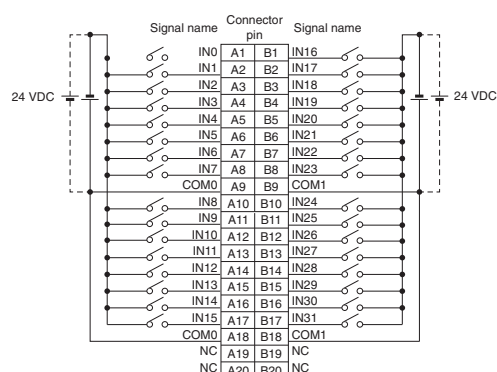 Signal name Connector pin Signal name
IN0 A1 B1 IN16
IN1 A2 B2 IN17
IN2 A3 B3 IN18
24 VDC IN3 A4 B4 IN19 24 VDC
IN4 A5 B5 IN20
IN5 A6 B6 IN21
IN6 A7 B7 IN22
IN7 A8 B8 IN23
COM0 A9 B9 COM1
IN8 A10 B10 IN24
IN9 A11 B11 IN25
IN10 A12 B12 IN26
IN11 A13 B13 IN27
IN12 A14 B14 IN28
IN13 A15 B15 IN29
IN14 A16 B16 IN30
IN15 A17 B17 IN31
COM0 A18 B18 COM1
NC A19 B19 NC
NC A20 B20 NC